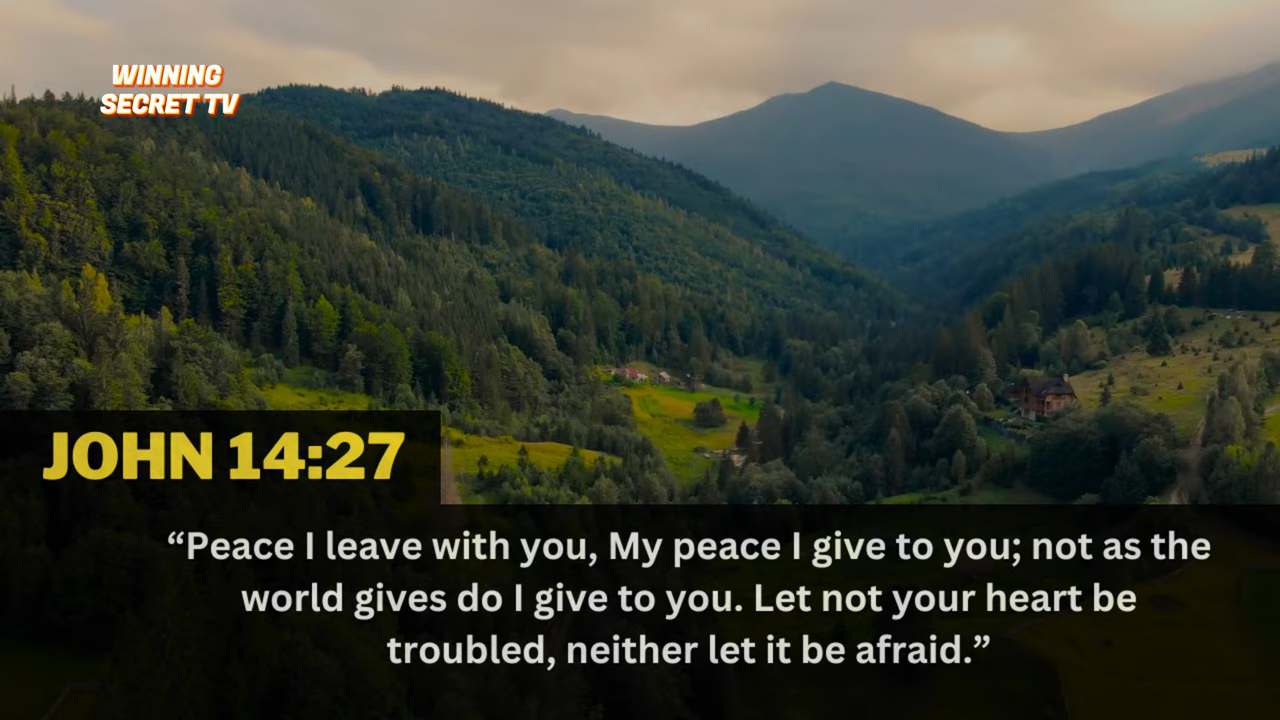 WINNING
SECRET TV
JOHN 14:27
“Peace I leave with you, My peace I give to you; not as the
world gives do I give to you. Let not your heart be
troubled, neither let it be afraid.”